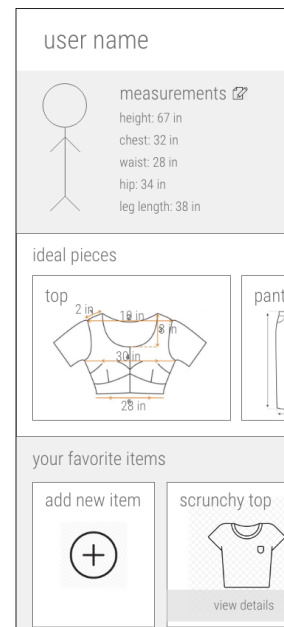 user name
measurements
height: 67 in
chest: 32 in
waist: 28 in
hip: 34 in
leg length: 38 in
ideal pieces
top
pant
2 in
in
in
30 in
28 in
your favorite items
add new item
scrunchy top
view details